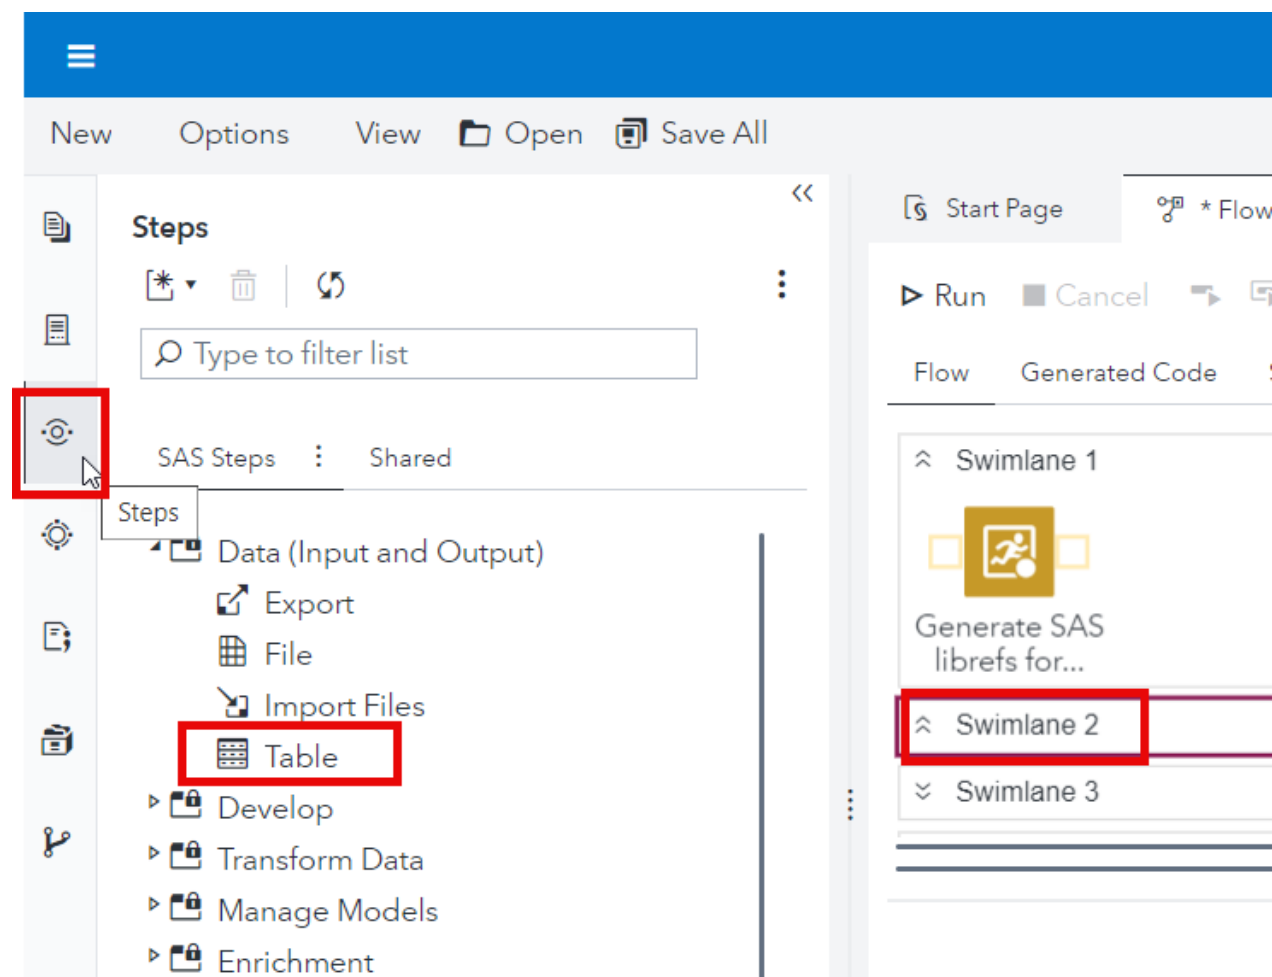 New Options View Open Save All
Steps
Type to filter list
SAS Steps Shared
Steps
Data (Input and Output)
Export
File
Import Files
Table
Develop
Transform Data
Manage Models
Enrichment
Start Page * Flow
Run Cancel
Flow Generated Code
Swimlane 1
Generate SAS
librefs for...
Swimlane 2
Swimlane 3